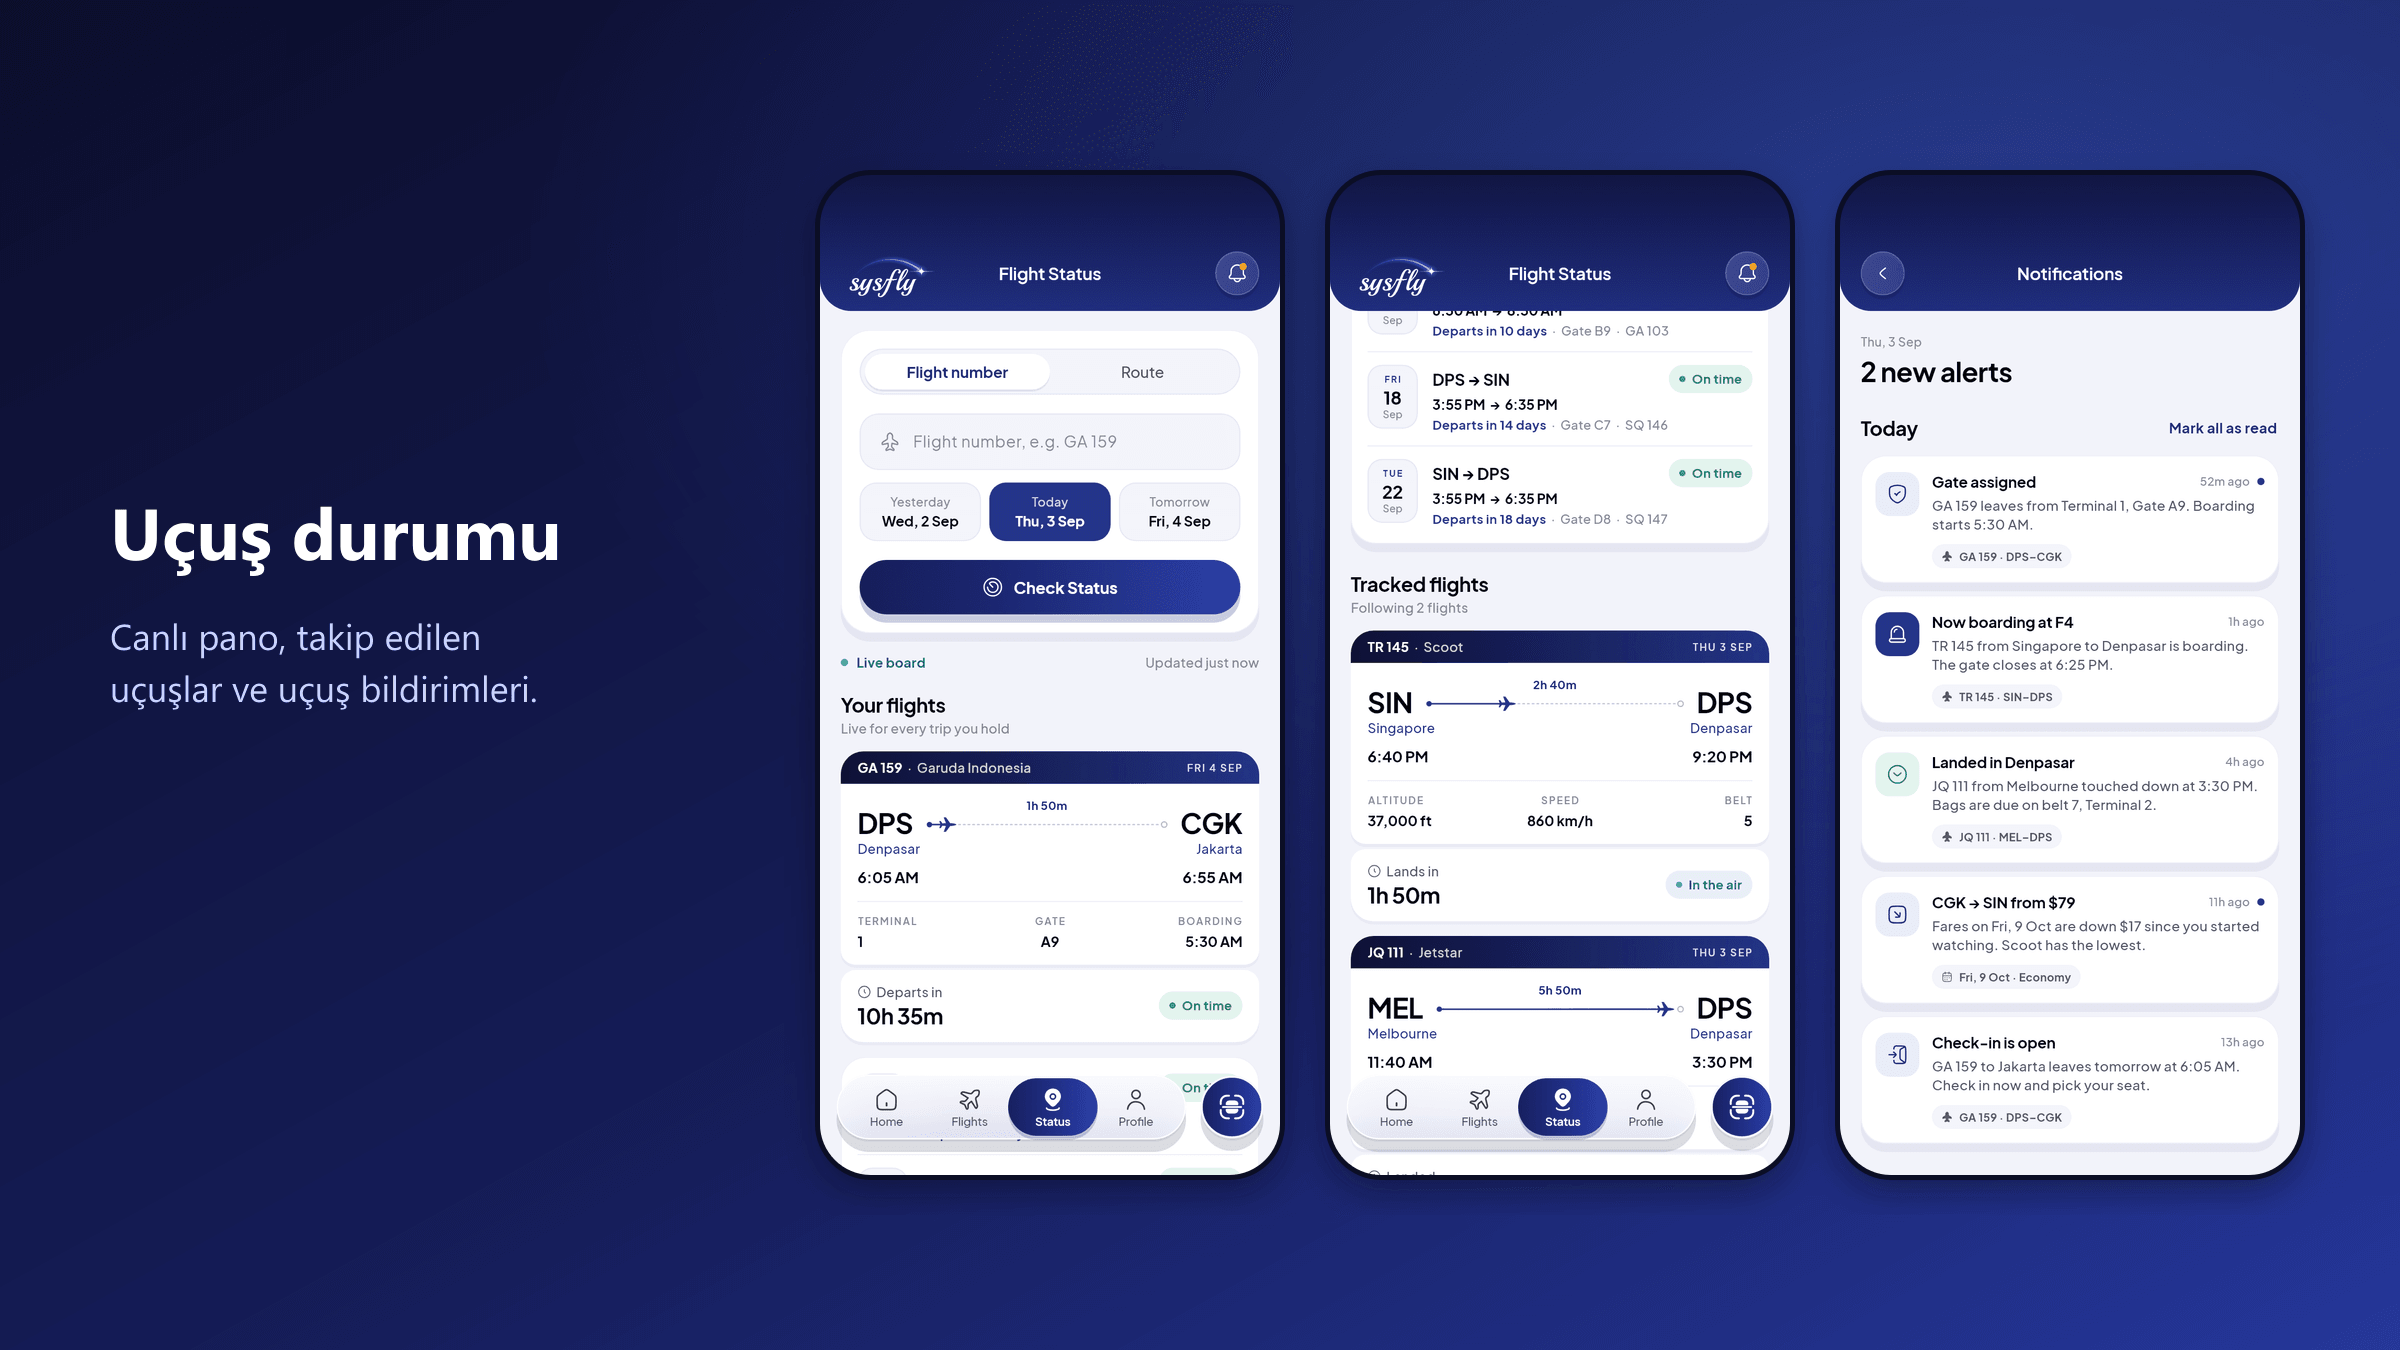 Uçuş durumu
Canlı pano, takip edilen
uçuşlar ve uçuş bildirimleri.
sysfly
Flight Status
Flight number
Route
Flight number, e.g. GA 159
Yesterday
Wed, 2 Sep
Today
Thu, 3 Sep
Tomorrow
Fri, 4 Sep
Check Status
Live board
Updated just now
Your flights
Live for every trip you hold
GA 159 · Garuda Indonesia
FRI 4 SEP
1h 50m
DPS
CGK
Denpasar
Jakarta
6:05 AM
6:55 AM
TERMINAL
GATE
BOARDING
1
A9
5:30 AM
Departs in
10h 35m
On time
Home
Flights
Status
Profile
sysfly
Flight Status
Sep
6:30 AM → 8:30 AM
Departs in 10 days · Gate B9 · GA 103
FRI
18
Sep
DPS → SIN
On time
3:55 PM → 6:35 PM
Departs in 14 days · Gate C7 · SQ 146
TUE
22
Sep
SIN → DPS
On time
3:55 PM → 6:35 PM
Departs in 18 days · Gate D8 · SQ 147
Tracked flights
Following 2 flights
TR 145 · Scoot
THU 3 SEP
2h 40m
SIN
DPS
Singapore
Denpasar
6:40 PM
9:20 PM
ALTITUDE
SPEED
BELT
37,000 ft
860 km/h
5
Lands in
1h 50m
In the air
JQ 111 · Jetstar
THU 3 SEP
5h 50m
MEL
DPS
Melbourne
Denpasar
11:40 AM
3:30 PM
Home
Flights
Status
Profile
Notifications
Thu, 3 Sep
2 new alerts
Today
Mark all as read
Gate assigned
52m ago
GA 159 leaves from Terminal 1, Gate A9. Boarding
starts 5:30 AM.
GA 159 · DPS–CGK
Now boarding at F4
1h ago
TR 145 from Singapore to Denpasar is boarding.
The gate closes at 6:25 PM.
TR 145 · SIN–DPS
Landed in Denpasar
4h ago
JQ 111 from Melbourne touched down at 3:30 PM.
Bags are due on belt 7, Terminal 2.
JQ 111 · MEL–DPS
CGK → SIN from $79
11h ago
Fares on Fri, 9 Oct are down $17 since you started
watching. Scoot has the lowest.
Fri, 9 Oct · Economy
Check-in is open
13h ago
GA 159 to Jakarta leaves tomorrow at 6:05 AM.
Check in now and pick your seat.
GA 159 · DPS–CGK